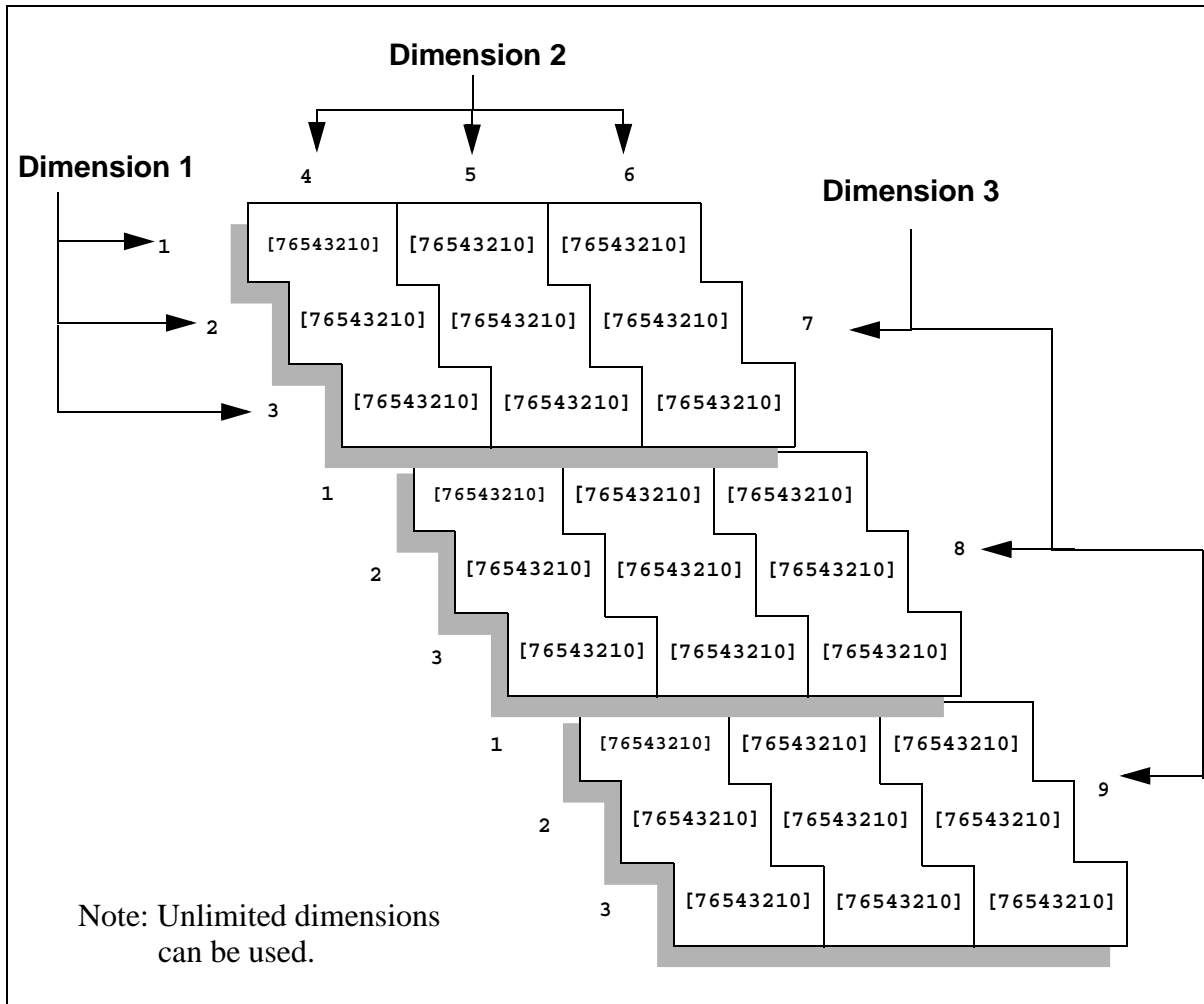 Dimension 2
Dimension 1
4 5 6
Dimension 3
1 [76543210] [76543210] [76543210]
2 [76543210] [76543210] [76543210] 7
3 [76543210] [76543210] [76543210]
1 [76543210] [76543210] [76543210]
2 [76543210] [76543210] [76543210] 8
3 [76543210] [76543210] [76543210]
1 [76543210] [76543210] [76543210]
9
2 [76543210] [76543210] [76543210]
3 [76543210] [76543210] [76543210]
Note: Unlimited dimensions
can be used.